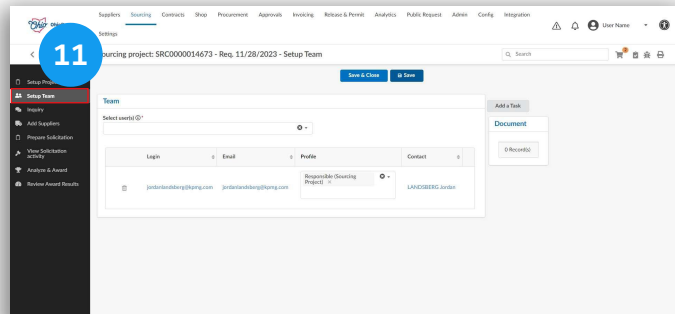 Suppliers Sourcing Contracts Shop Procurement Approvals Invoicing Release & Permit Analytics Public Request Admin Config Integration
Ohio
User Name
Settings
11
ourcing project: SRC0000014673 - Req. 11/28/2023 - Setup Team
Search
Save & Close Save
Setup Proj
Setup Team
Inquiry
Add Suppliers
Prepare Solicitation
View Solicitation
activity
Analyze & Award
Review Award Results
Team
Select user(s)*
Login Email Profile Contact
jordanlandsberg@kpmg.com jordanlandsberg@kpmg.com Responsible (Sourcing
Project) LANDSBERG Jordan
Add a Task
Document
0 Record(s)